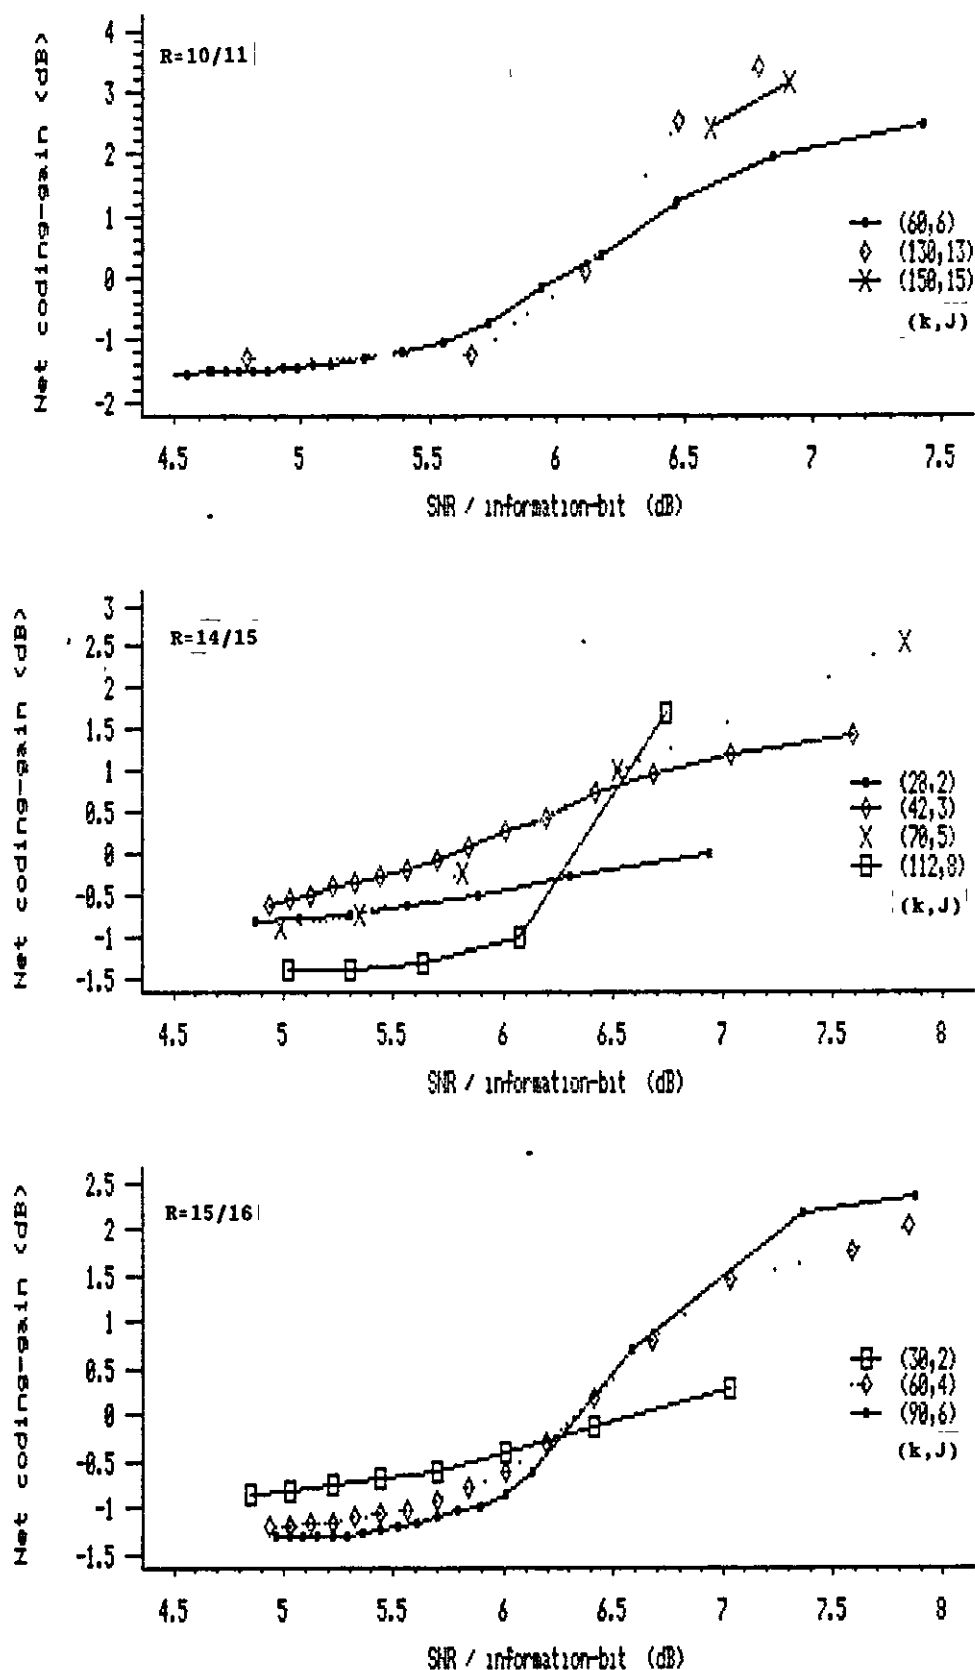 Net coding-gain <dB>
R=10/11
4
3
2
1
0
-1
-2
(60,6)
(130,13)
(150,15)
(k,J)
4.5 5 5.5 6 6.5 7 7.5
SNR / information-bit (dB)
Net coding-gain <dB>
R=14/15
3
2.5
2
1.5
1
0.5
0
-0.5
-1
-1.5
(28,2)
(42,3)
(70,5)
(112,8)
(k,J)
4.5 5 5.5 6 6.5 7 7.5 8
SNR / information-bit (dB)
Net coding-gain <dB>
R=15/16
2.5
2
1.5
1
0.5
0
-0.5
-1
-1.5
(30,2)
(60,4)
(90,6)
(k,J)
4.5 5 5.5 6 6.5 7 7.5 8
SNR / information-bit (dB)